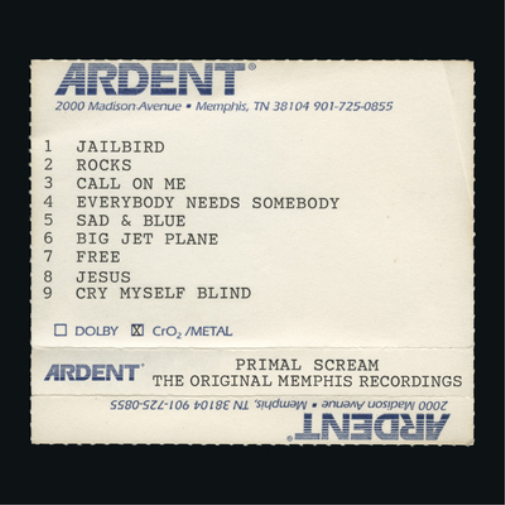 ARDENT®
2000 Madison Avenue • Memphis, TN 38104 901-725-0855
1 JAILBIRD
2 ROCKS
3 CALL ON ME
4 EVERYBODY NEEDS SOMEBODY
5 SAD & BLUE
6 BIG JET PLANE
7 FREE
8 JESUS
9 CRY MYSELF BLIND
☐ DOLBY ☒ CrO₂ /METAL
ARDENT® PRIMAL SCREAM
THE ORIGINAL MEMPHIS RECORDINGS
ARDENT®
2000 Madison Avenue • Memphis, TN 38104 901-725-0855